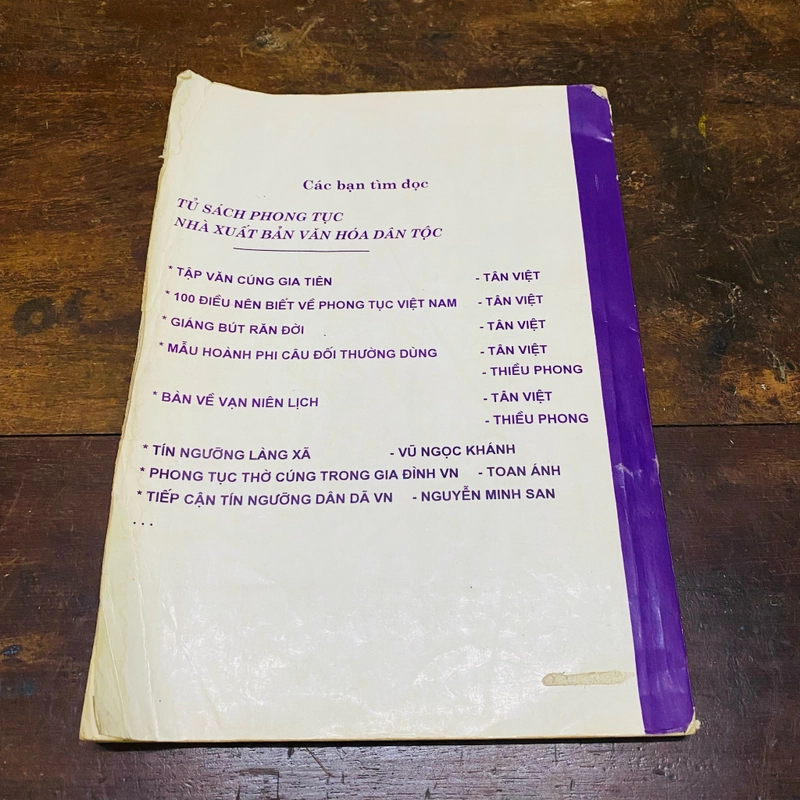 Các bạn tìm đọc
TỦ SÁCH PHONG TỤC
NHÀ XUẤT BẢN VĂN HÓA DÂN TỘC
* TẬP VĂN CÚNG GIA TIÊN - TÂN VIỆT
* 100 ĐIỀU NÊN BIẾT VỀ PHONG TỤC VIỆT NAM - TÂN VIỆT
* GIÁNG BÚT RĂN ĐỜI - TÂN VIỆT
* MẪU HOÀNH PHI CÂU ĐỐI THƯỜNG DÙNG - TÂN VIỆT
- THIỀU PHONG
* BÀN VỀ VẠN NIÊN LỊCH - TÂN VIỆT
- THIỀU PHONG
* TÍN NGƯỠNG LÀNG XÃ - VŨ NGỌC KHÁNH
* PHONG TỤC THỜ CÚNG TRONG GIA ĐÌNH VN - TOAN ÁNH
* TIẾP CẬN TÍN NGƯỠNG DÂN DÃ VN - NGUYỄN MINH SAN
. . .